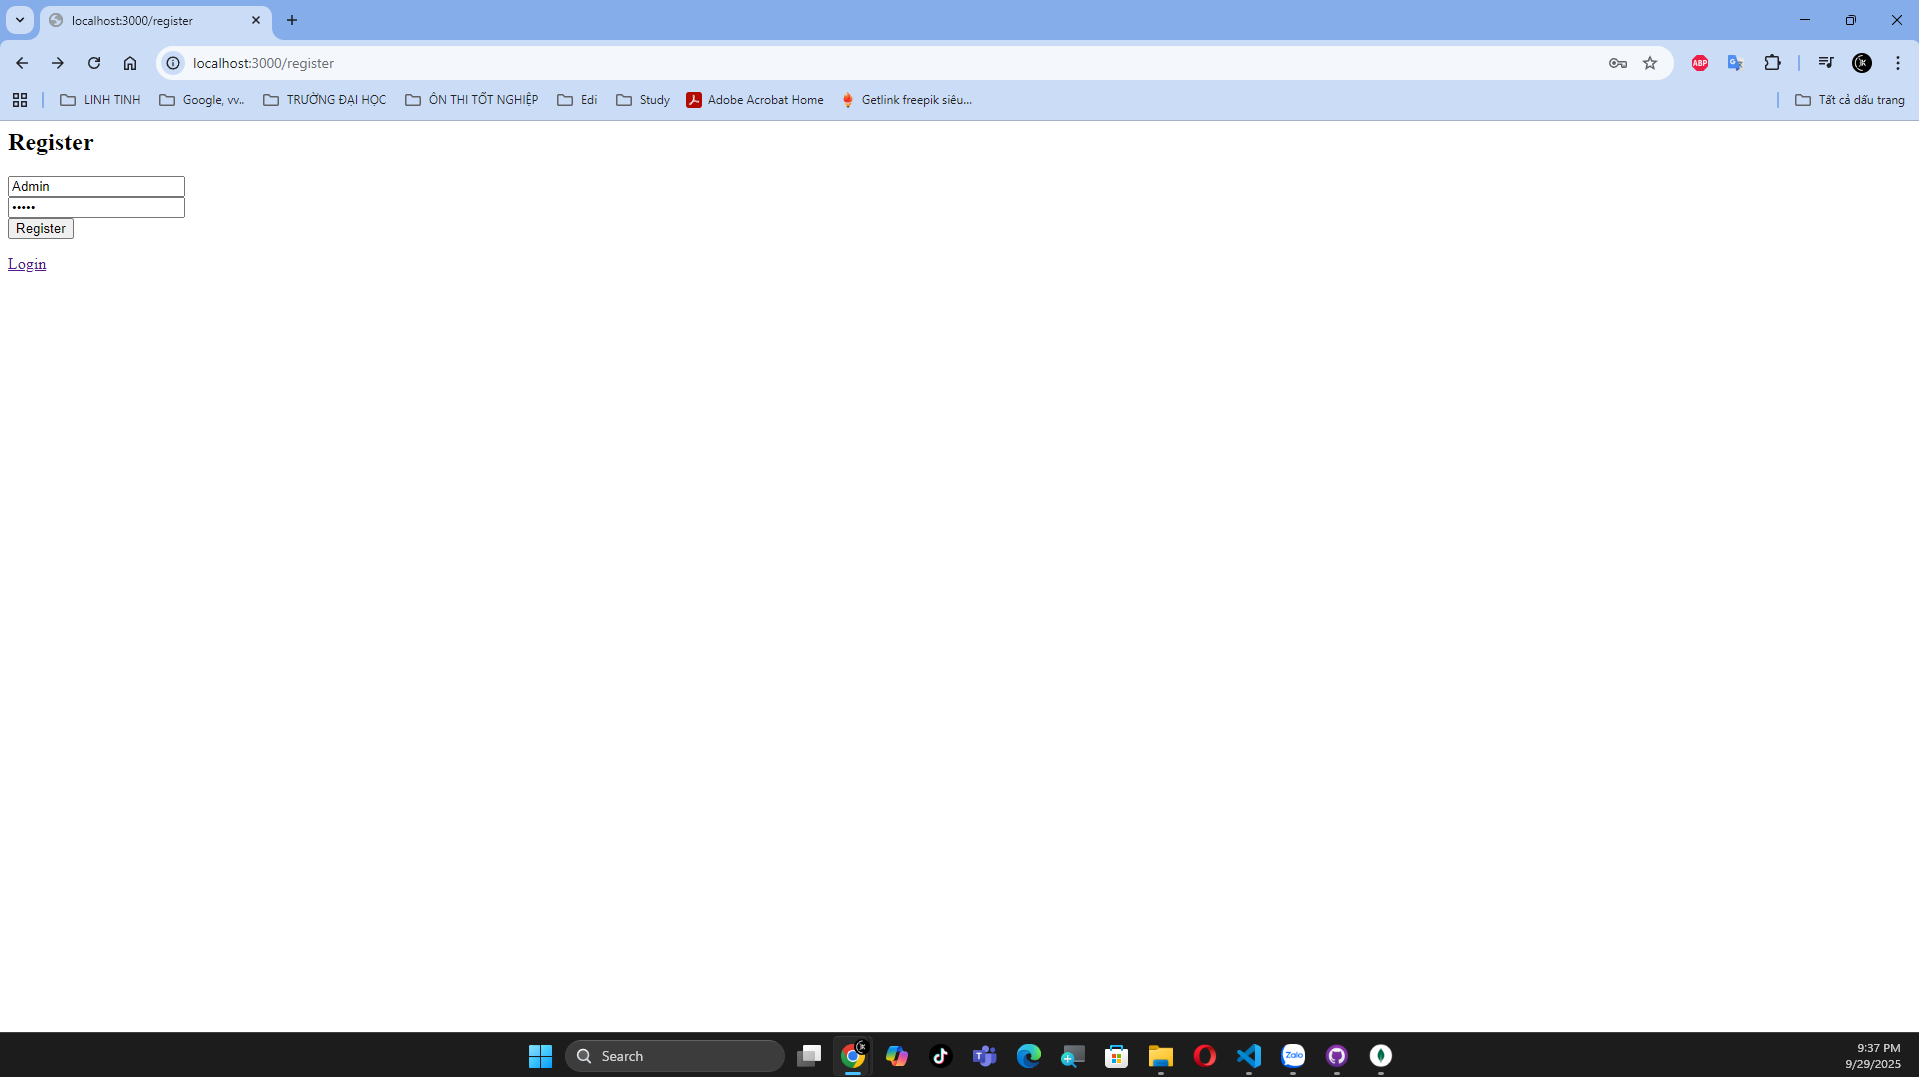 localhost:3000/register
localhost:3000/register
ABP
LINH TINH
Google, vv..
TRƯỜNG ĐẠI HỌC
ÔN THI TỐT NGHIỆP
Edi
Study
Adobe Acrobat Home
Getlink freepik siêu...
Tất cả dấu trang
Register
Admin
•••••
Register
Login
Search
Zalo
9:37 PM
9/29/2025